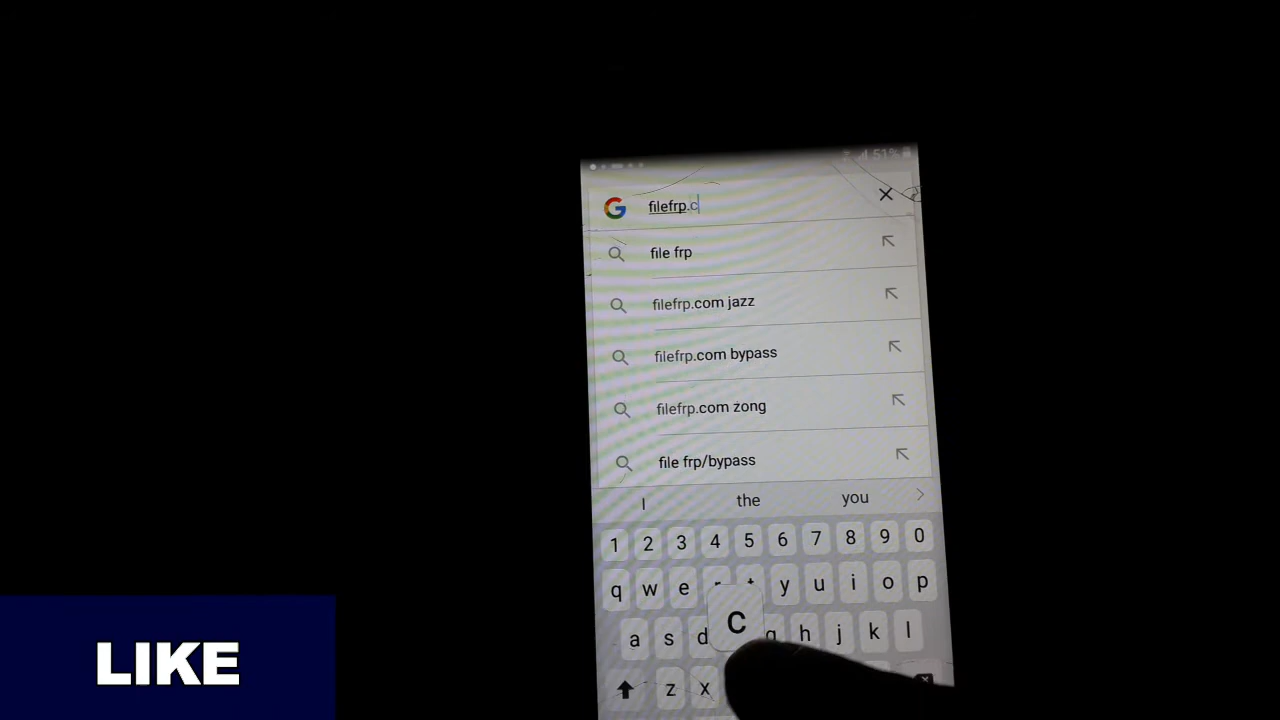 51%
filefrp.c
file frp
filefrp.com jazz
filefrp.com bypass
filefrp.com zong
file frp/bypass
I the you
1 2 3 4 5 6 7 8 9 0
q w e r t y u i o p
a s d c g h j k l
z x
LIKE